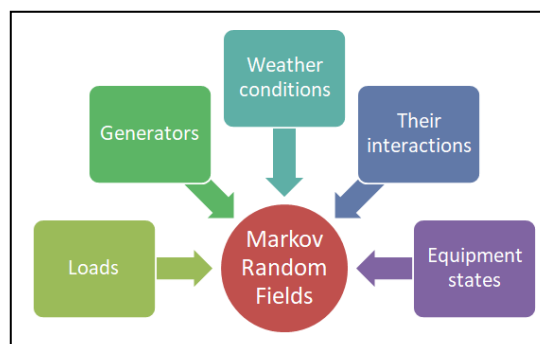 Weather
conditions
Generators
Their
interactions
Loads
Markov
Random
Fields
Equipment
states